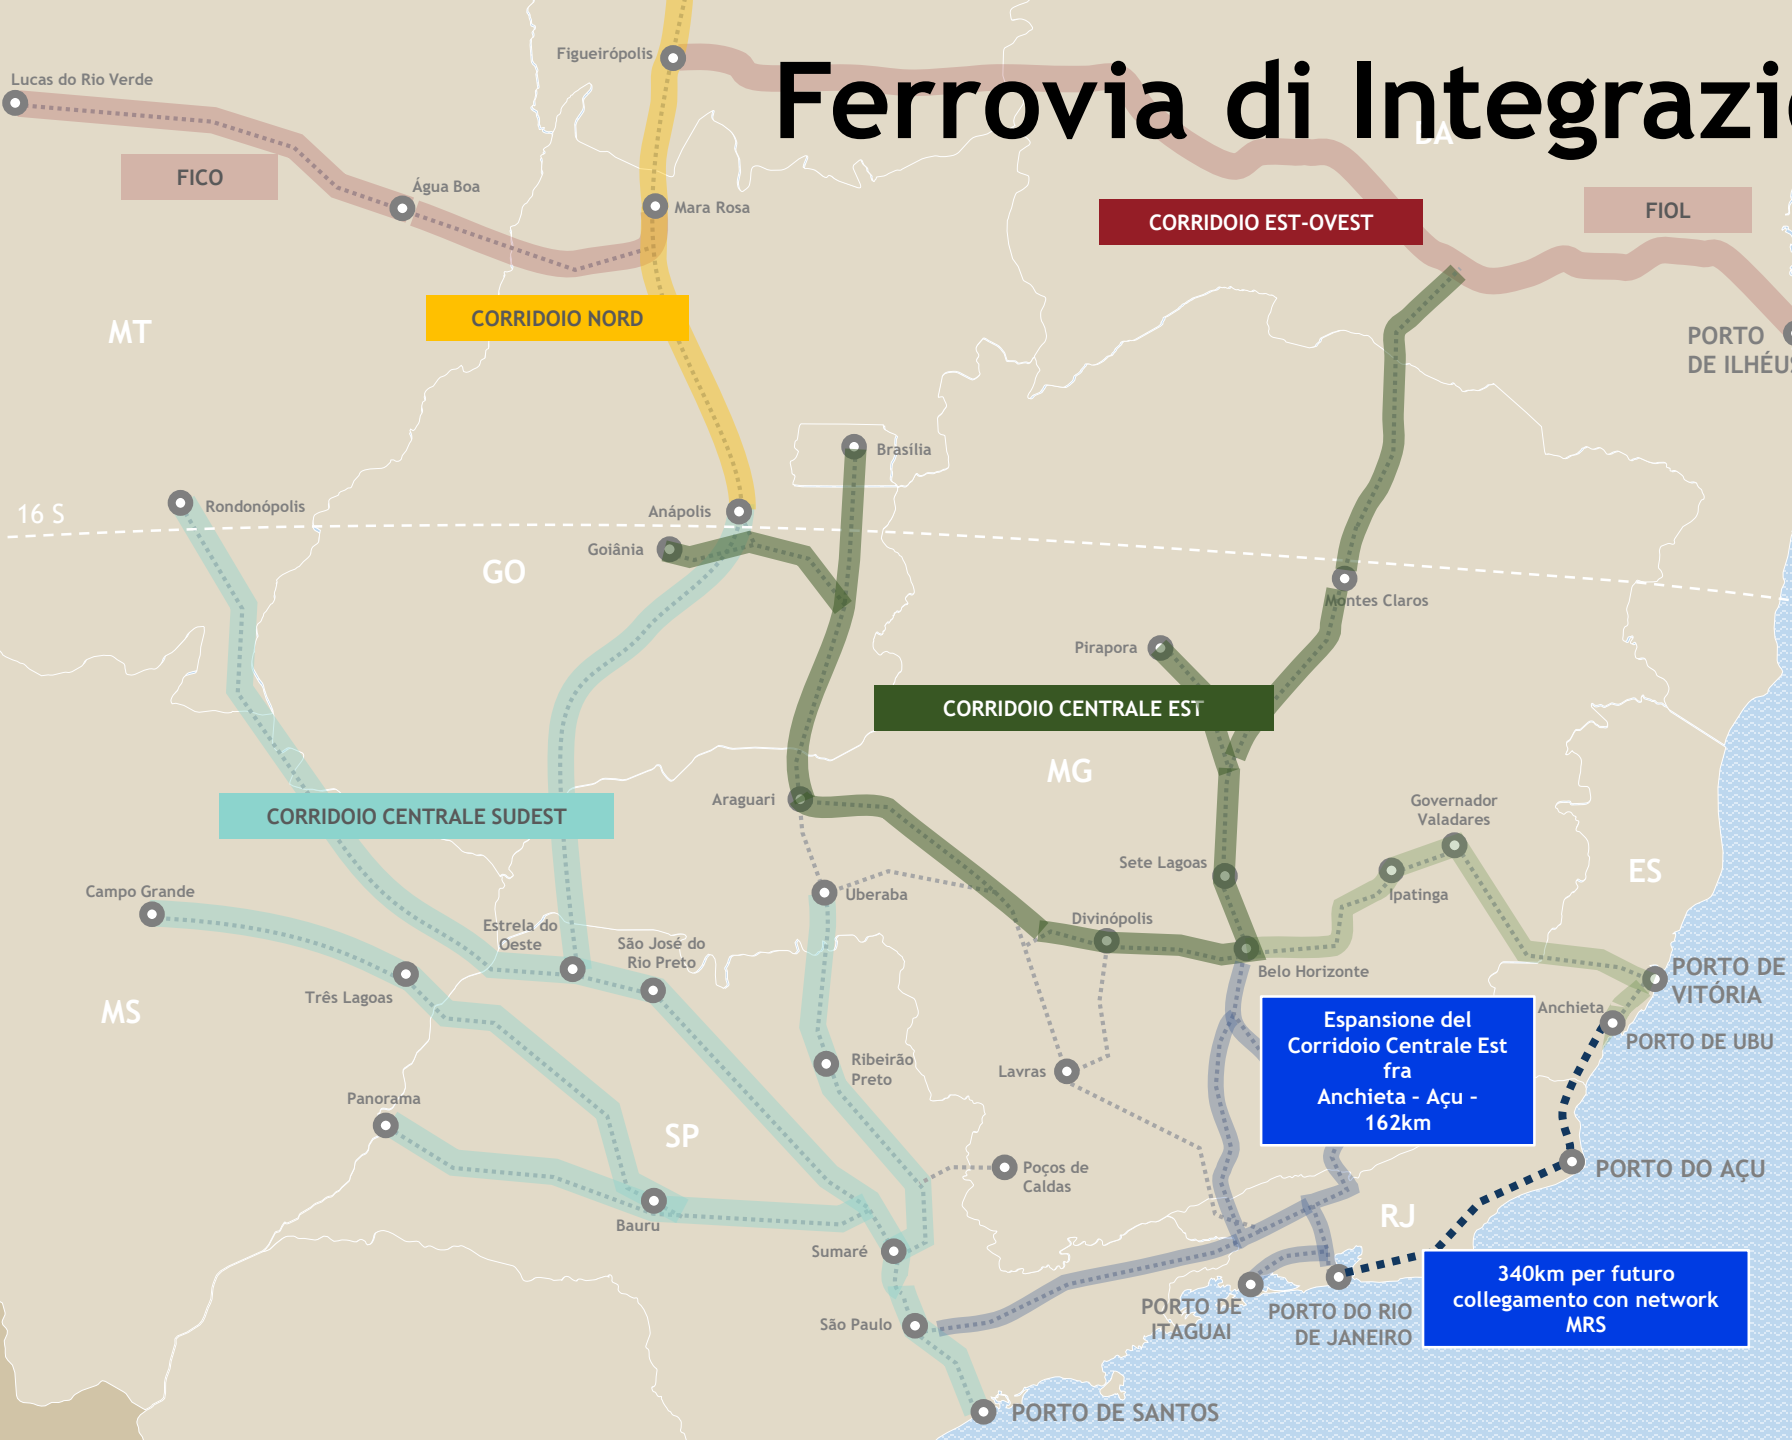 Ferrovia di Integrazi
Figueirópolis
Lucas do Rio Verde
BA
FICO
Água Boa
Mara Rosa
CORRIDOIO EST-OVEST
FIOL
CORRIDOIO NORD
MT
PORTO
DE ILHÉUS
Brasília
Rondonópolis
16 S
Anápolis
Goiânia
GO
Montes Claros
Pirapora
CORRIDOIO CENTRALE EST
MG
Araguari
CORRIDOIO CENTRALE SUDEST
Governador
Valadares
Sete Lagoas
ES
Campo Grande
Uberaba
Ipatinga
Divinópolis
Estrela do
Oeste
São José do
Rio Preto
Belo Horizonte
PORTO DE
VITÓRIA
Três Lagoas
MS
Anchieta
Espansione del
Corridoio Centrale Est
fra
Anchieta - Açu -
162km
PORTO DE UBU
Ribeirão
Preto
Lavras
Panorama
SP
Poços de
Caldas
PORTO DO AÇU
Bauru
RJ
Sumaré
340km per futuro
collegamento con network
MRS
PORTO DE
ITAGUAI
PORTO DO RIO
DE JANEIRO
São Paulo
PORTO DE SANTOS